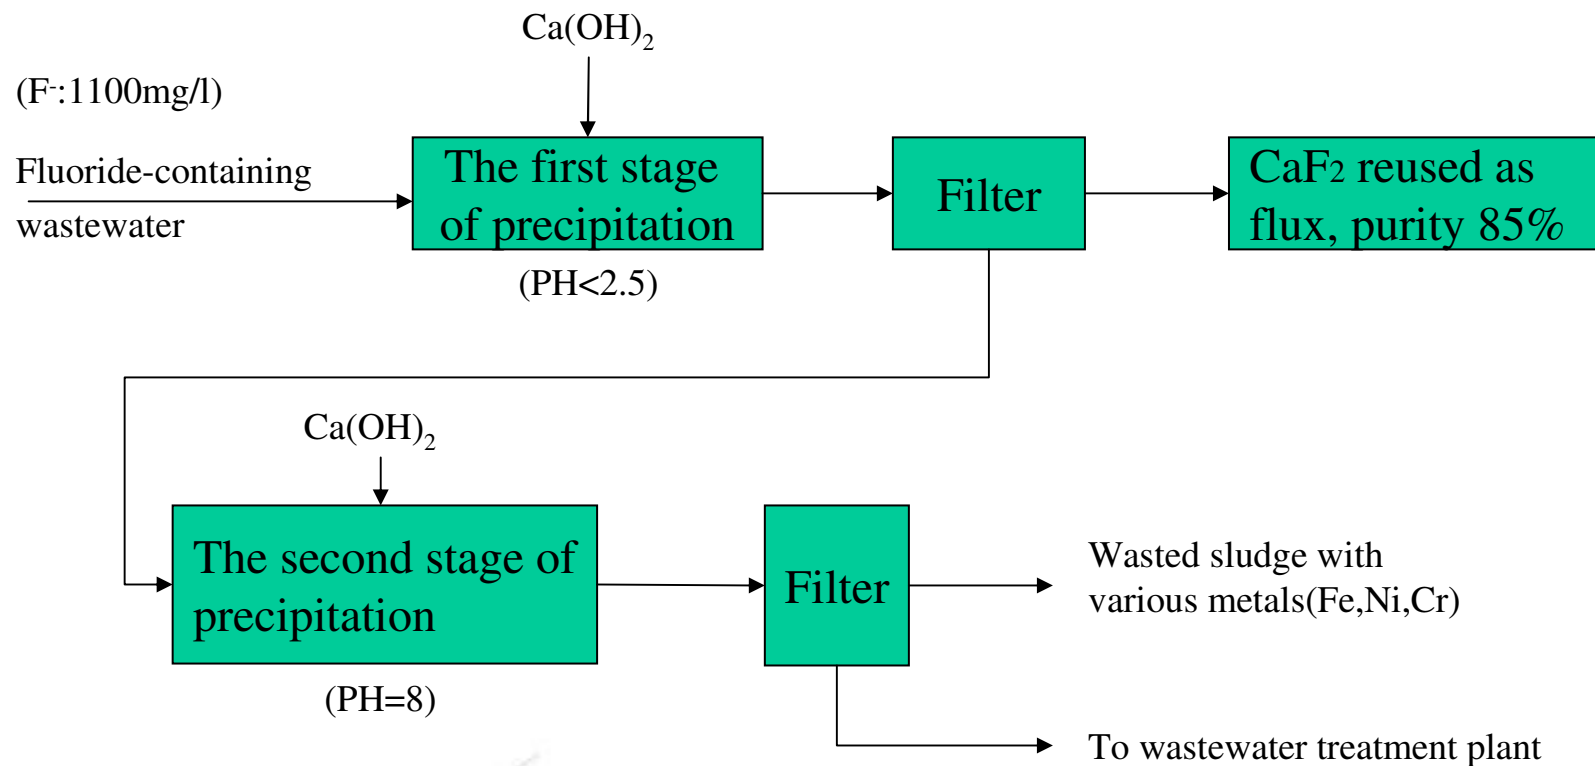 Ca(OH)₂
(F⁻:1100mg/l)
Fluoride-containing
wastewater
The first stage
of precipitation
(PH<2.5)
Filter
CaF2 reused as
flux, purity 85%
Ca(OH)₂
The second stage of
precipitation
(PH=8)
Filter
Wasted sludge with
various metals(Fe,Ni,Cr)
To wastewater treatment plant